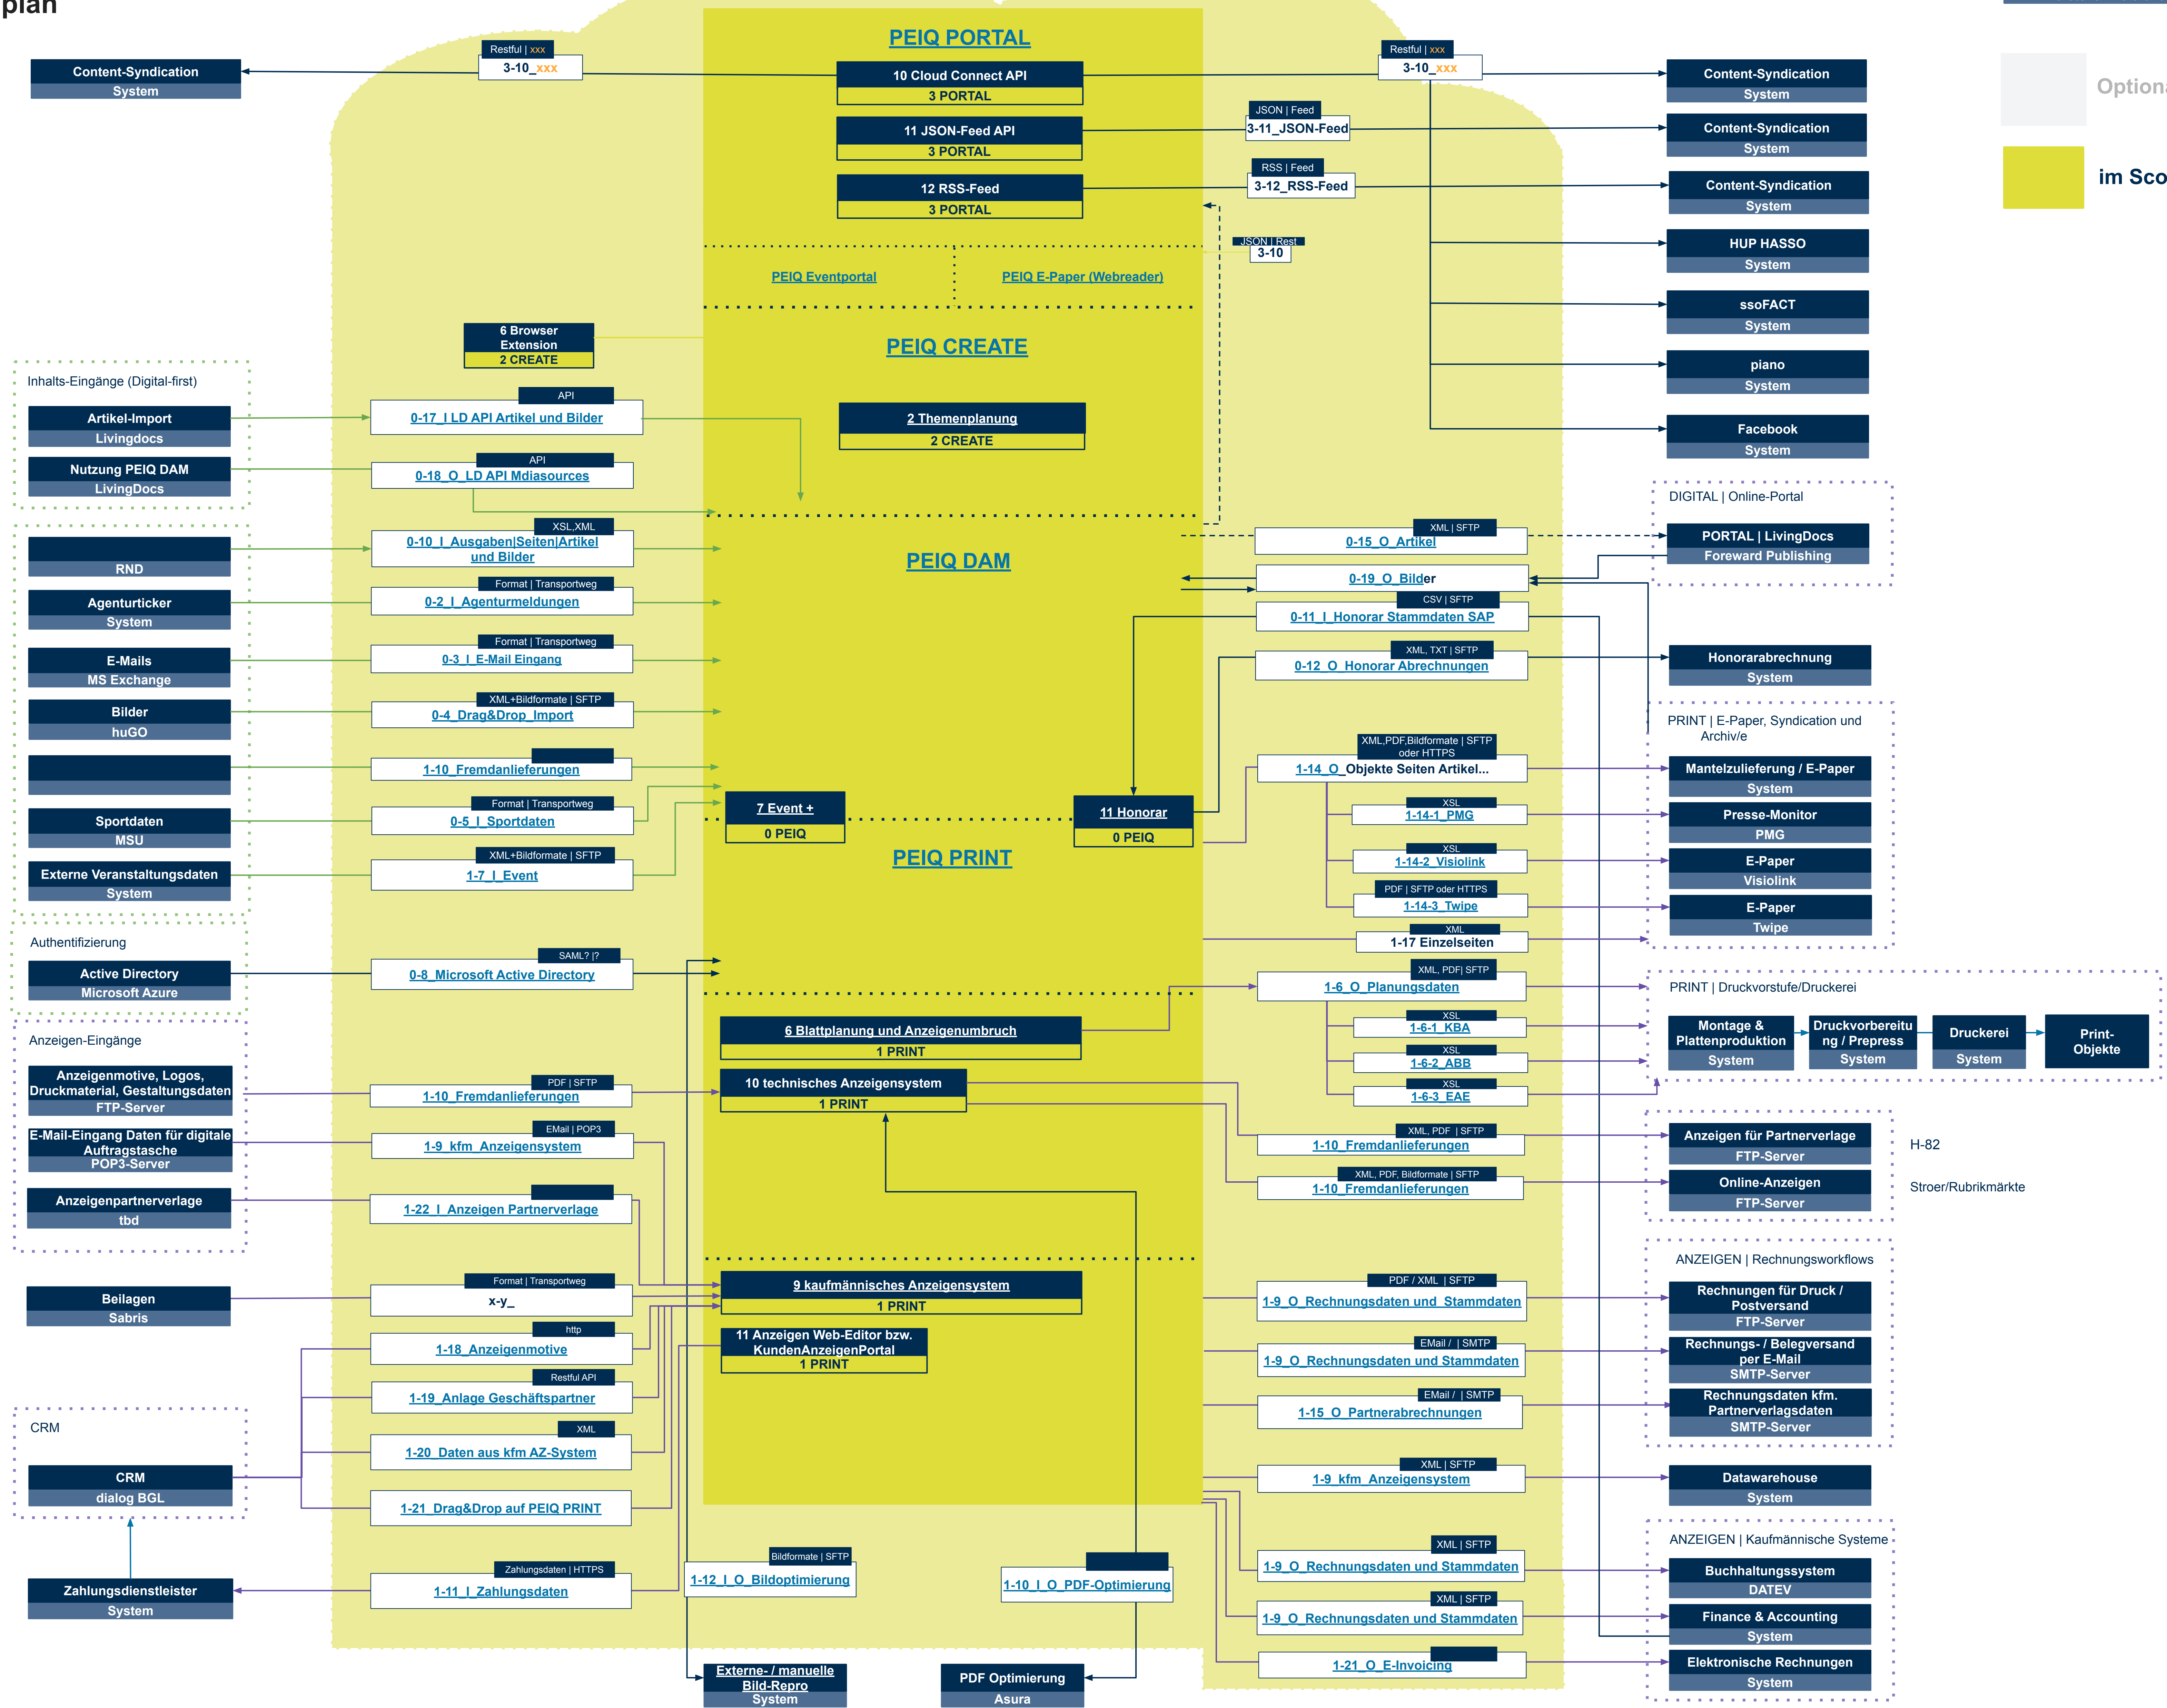 plan
PEIQ PORTAL
Restful | xxx
3-10_xxx
Content-Syndication
System
10 Cloud Connect API
3 PORTAL
Restful | xxx
3-10_xxx
Content-Syndication
System
11 JSON-Feed API
3 PORTAL
JSON | Feed
3-11_JSON-Feed
Content-Syndication
System
12 RSS-Feed
3 PORTAL
RSS | Feed
3-12_RSS-Feed
Content-Syndication
System
im Sco
JSON | Rest
3-10
HUP HASSO
System
PEIQ Eventportal
PEIQ E-Paper (Webreader)
ssoFACT
System
6 Browser
Extension
2 CREATE
PEIQ CREATE
piano
System
2 Themenplanung
2 CREATE
Facebook
System
Inhalts-Eingänge (Digital-first)
Artikel-Import
Livingdocs
API
0-17_I LD API Artikel und Bilder
Nutzung PEIQ DAM
LivingDocs
API
0-18_O_LD API Mdiasources
RND
XSL,XML
0-10_I_Ausgaben|Seiten|Artikel
und Bilder
Agenturticker
System
Format | Transportweg
0-2_I_Agenturmeldungen
E-Mails
MS Exchange
Format | Transportweg
0-3_I_E-Mail Eingang
Bilder
huGO
XML+Bildformate | SFTP
0-4_Drag&Drop_Import
1-10_Fremdanlieferungen
Sportdaten
MSU
Format | Transportweg
0-5_I_Sportdaten
Externe Veranstaltungsdaten
System
XML+Bildformate | SFTP
1-7_I_Event
PEIQ DAM
7 Event +
0 PEIQ
11 Honorar
0 PEIQ
PEIQ PRINT
DIGITAL | Online-Portal
XML | SFTP
0-15_O_Artikel
PORTAL | LivingDocs
Foreward Publishing
0-19_O_Bilder
CSV | SFTP
0-11_I_Honorar Stammdaten SAP
XML, TXT | SFTP
0-12_O_Honorar Abrechnungen
Honorarabrechnung
System
PRINT | E-Paper, Syndication und
Archiv/e
XML,PDF,Bildformate | SFTP
oder HTTPS
1-14_O_Objekte Seiten Artikel...
Mantelzulieferung / E-Paper
System
XSL
1-14-1_PMG
Presse-Monitor
PMG
XSL
1-14-2_Visiolink
E-Paper
Visiolink
PDF | SFTP oder HTTPS
1-14-3_Twipe
E-Paper
Twipe
XML
1-17 Einzelseiten
Authentifizierung
Active Directory
Microsoft Azure
SAML? |?
0-8_Microsoft Active Directory
XML, PDF| SFTP
1-6_O_Planungsdaten
XSL
1-6-1_KBA
XSL
1-6-2_ABB
XSL
1-6-3_EAE
PRINT | Druckvorstufe/Druckerei
Montage &
Plattenproduktion
System
Druckvorbereitu
ng / Prepress
System
Druckerei
System
Print-
Objekte
6 Blattplanung und Anzeigenumbruch
1 PRINT
10 technisches Anzeigensystem
1 PRINT
Anzeigen-Eingänge
Anzeigenmotive, Logos,
Druckmaterial, Gestaltungsdaten
FTP-Server
PDF | SFTP
1-10_Fremdanlieferungen
E-Mail-Eingang Daten für digitale
Auftragstasche
POP3-Server
EMail | POP3
1-9_kfm_Anzeigensystem
Anzeigenpartnerverlage
tbd
1-22_I_Anzeigen Partnerverlage
XML, PDF | SFTP
1-10_Fremdanlieferungen
Anzeigen für Partnerverlage
FTP-Server
H-82
XML, PDF, Bildformate | SFTP
1-10_Fremdanlieferungen
Online-Anzeigen
FTP-Server
Stroer/Rubrikmärkte
Beilagen
Sabris
Format | Transportweg
x-y_
http
1-18_Anzeigenmotive
Restful API
1-19_Anlage Geschäftspartner
XML
1-20_Daten aus kfm AZ-System
1-21_Drag&Drop auf PEIQ PRINT
CRM
CRM
dialog BGL
Zahlungsdienstleister
System
Zahlungsdaten | HTTPS
1-11_I_Zahlungsdaten
9 kaufmännisches Anzeigensystem
1 PRINT
11 Anzeigen Web-Editor bzw.
KundenAnzeigenPortal
1 PRINT
ANZEIGEN | Rechnungsworkflows
PDF / XML | SFTP
1-9_O_Rechnungsdaten und Stammdaten
Rechnungen für Druck /
Postversand
FTP-Server
EMail / | SMTP
1-9_O_Rechnungsdaten und Stammdaten
Rechnungs- / Belegversand
per E-Mail
SMTP-Server
EMail / | SMTP
1-15_O_Partnerabrechnungen
Rechnungsdaten kfm.
Partnerverlagsdaten
SMTP-Server
XML | SFTP
1-9_kfm_Anzeigensystem
Datawarehouse
System
ANZEIGEN | Kaufmännische Systeme
XML | SFTP
1-9_O_Rechnungsdaten und Stammdaten
Buchhaltungssystem
DATEV
XML | SFTP
1-9_O_Rechnungsdaten und Stammdaten
Finance & Accounting
System
1-21_O_E-Invoicing
Elektronische Rechnungen
System
Bildformate | SFTP
1-12_I_O_Bildoptimierung
1-10_I_O_PDF-Optimierung
Externe- / manuelle
Bild-Repro
System
PDF Optimierung
Asura
Optiona